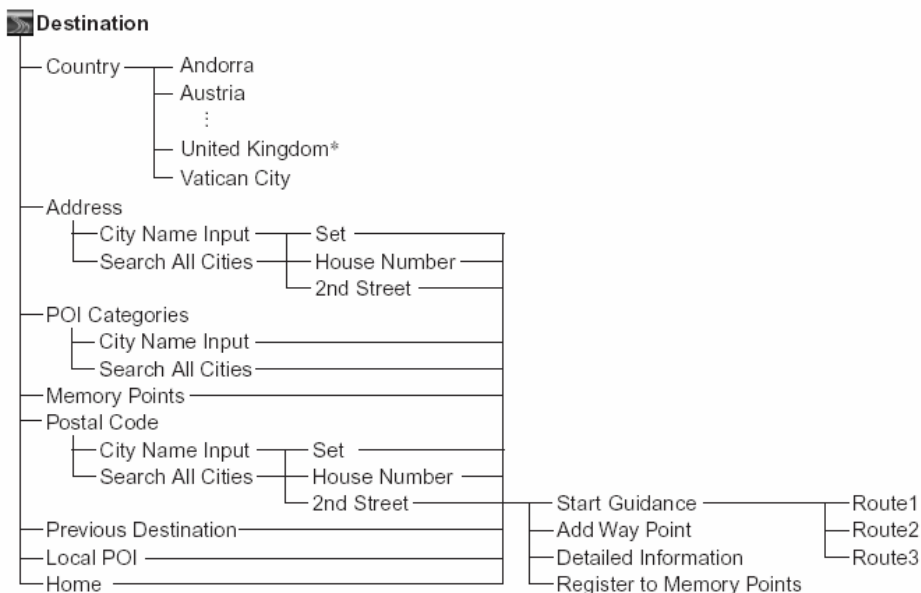 Destination
Country Andorra
Austria
⋮
United Kingdom*
Vatican City
Address
City Name Input Set
Search All Cities House Number
2nd Street
POI Categories
City Name Input
Search All Cities
Memory Points
Postal Code
City Name Input Set
Search All Cities House Number
2nd Street Start Guidance Route1
Previous Destination Add Way Point Route2
Local POI Detailed Information Route3
Home Register to Memory Points